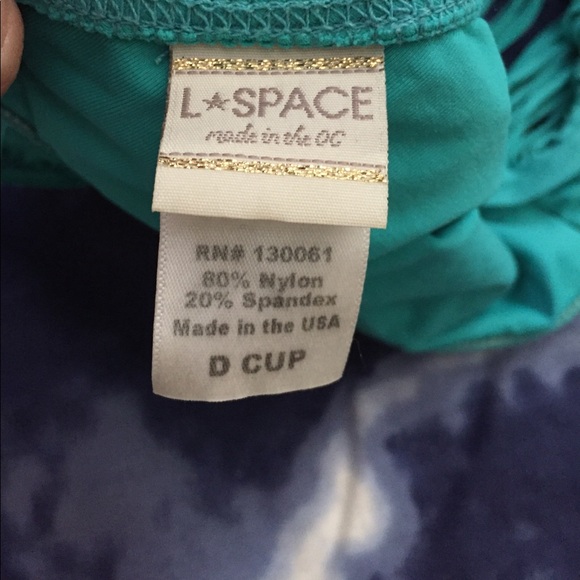 L★SPACE
made in the OC
RN# 130061
80% Nylon
20% Spandex
Made in the USA
D CUP